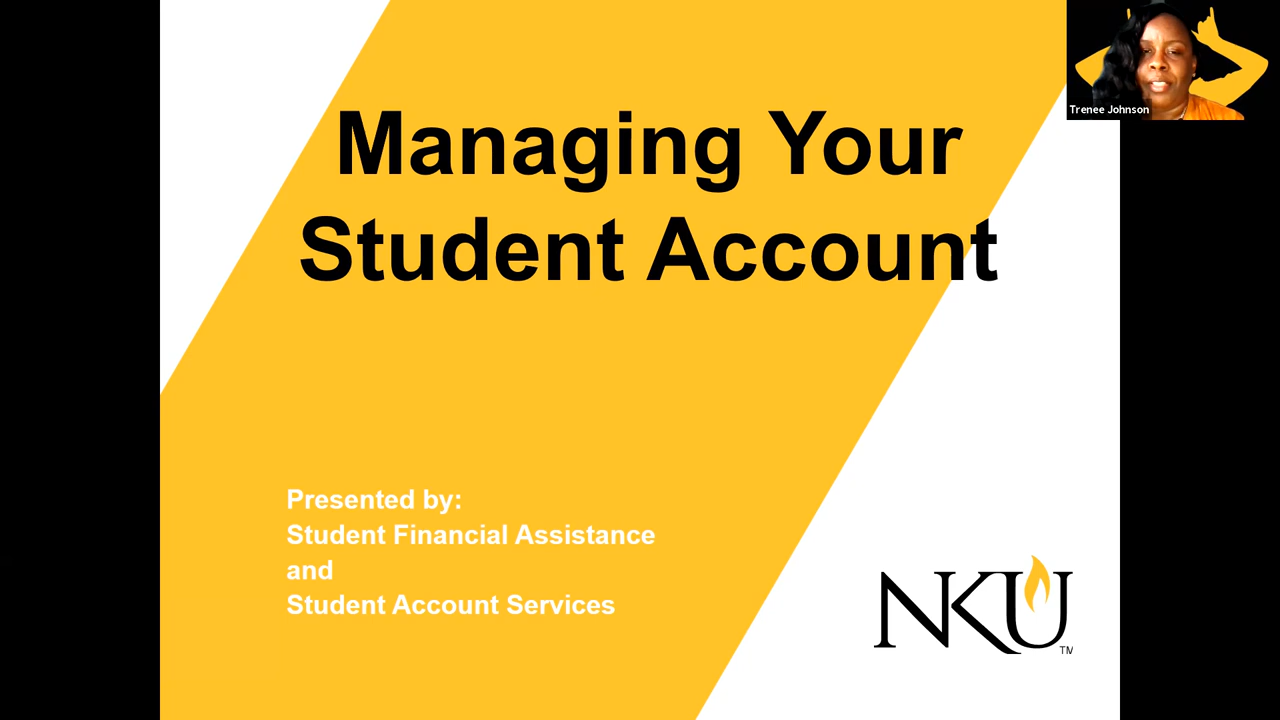 Managing Your
Student Account
Trenee Johnson
Presented by:
Student Financial Assistance
and
Student Account Services
NKU
TM